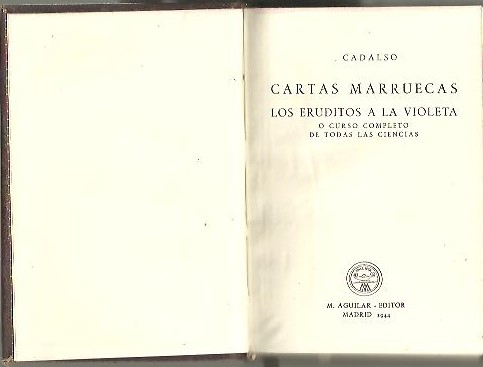 CADALSO
CARTAS MARRUECAS
LOS ERUDITOS A LA VIOLETA
O CURSO COMPLETO
DE TODAS LAS CIENCIAS
M. AGUILAR - EDITOR
MADRID 1944